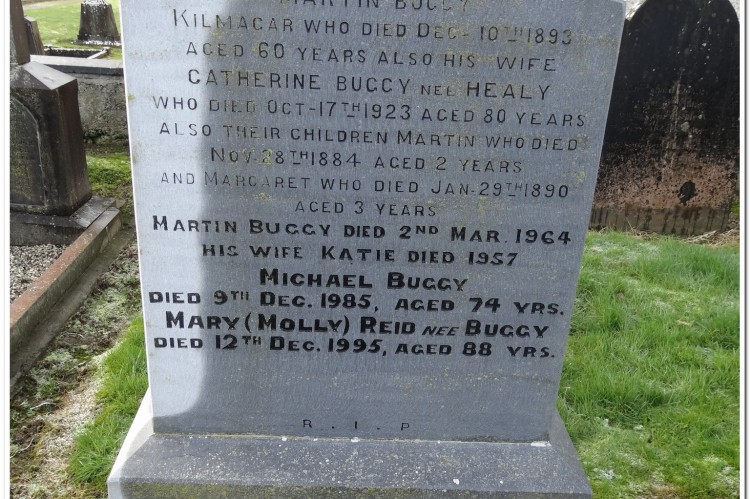 MARTIN BUGGY
KILMAGAR WHO DIED DEC. 10TH 1893
AGED 60 YEARS ALSO HIS WIFE
CATHERINE BUGGY NEE HEALY
WHO DIED OCT-17TH 1923 AGED 80 YEARS
ALSO THEIR CHILDREN MARTIN WHO DIED
NOV. 28TH 1884 AGED 2 YEARS
AND MARGARET WHO DIED JAN. 29TH 1890
AGED 3 YEARS
MARTIN BUGGY DIED 2ND MAR. 1964
HIS WIFE KATIE DIED 1957
MICHAEL BUGGY
DIED 9TH DEC. 1985, AGED 74 YRS.
MARY (MOLLY) REID NEE BUGGY
DIED 12TH DEC. 1995, AGED 88 YRS.
R. I. P